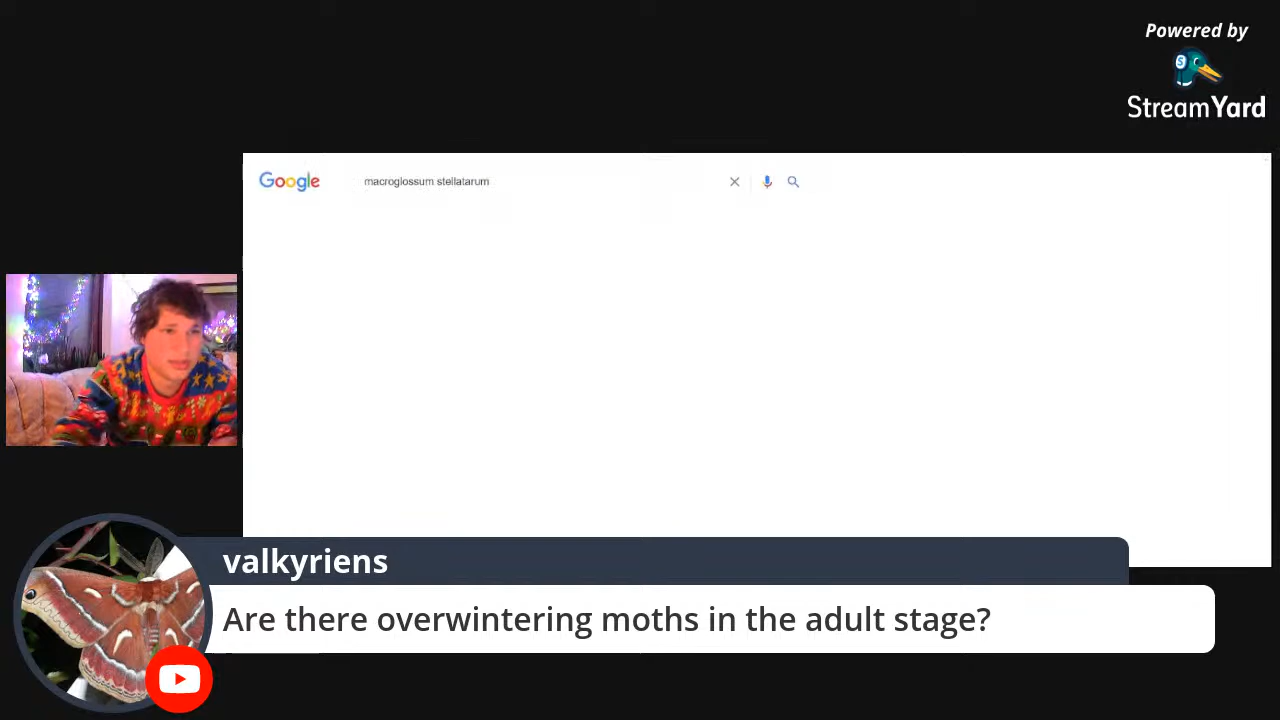 Powered by
StreamYard
Google
macroglossum stellatarum
valkyriens
Are there overwintering moths in the adult stage?